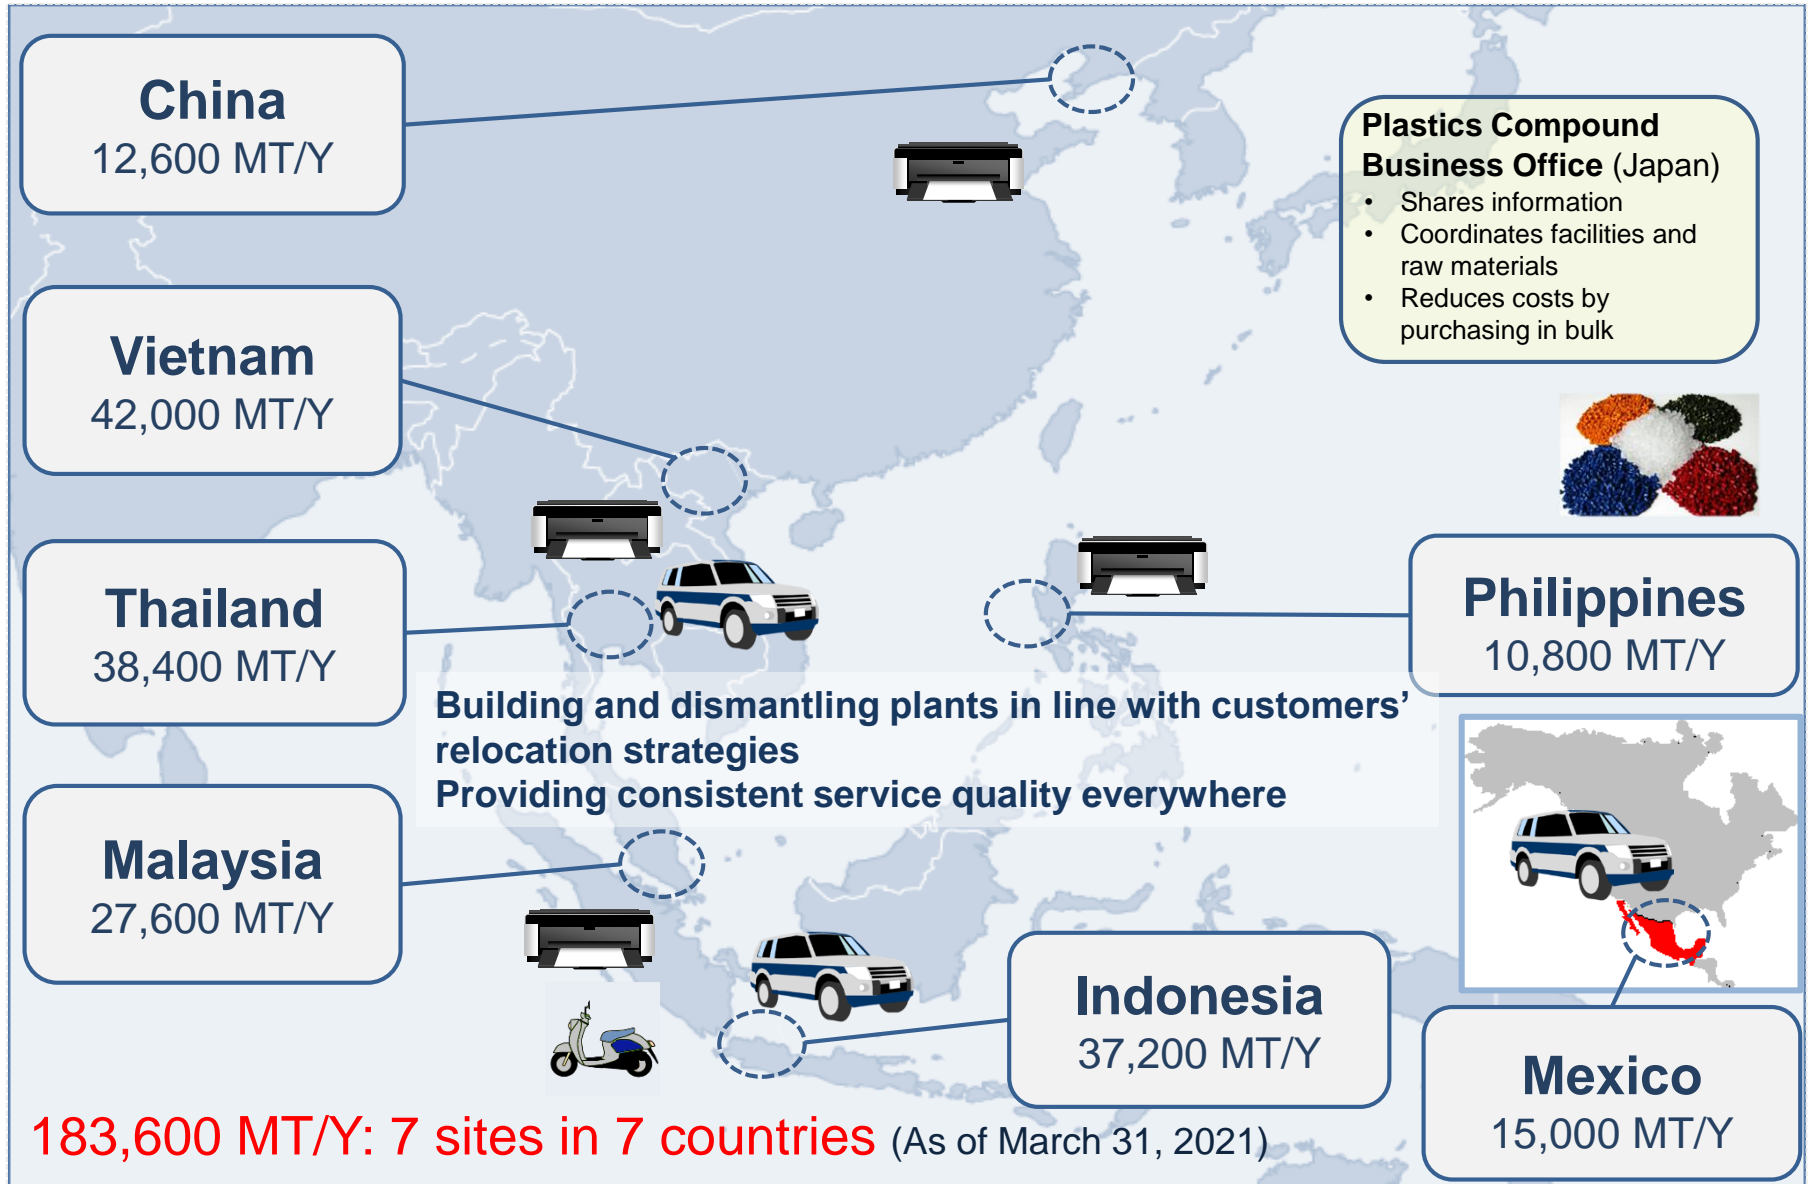 China
12,600 MT/Y
Plastics Compound
Business Office (Japan)
• Shares information
• Coordinates facilities and
raw materials
• Reduces costs by
purchasing in bulk
Vietnam
42,000 MT/Y
Thailand
38,400 MT/Y
Philippines
10,800 MT/Y
Building and dismantling plants in line with customers’
relocation strategies
Providing consistent service quality everywhere
Malaysia
27,600 MT/Y
Indonesia
37,200 MT/Y
Mexico
15,000 MT/Y
183,600 MT/Y: 7 sites in 7 countries (As of March 31, 2021)